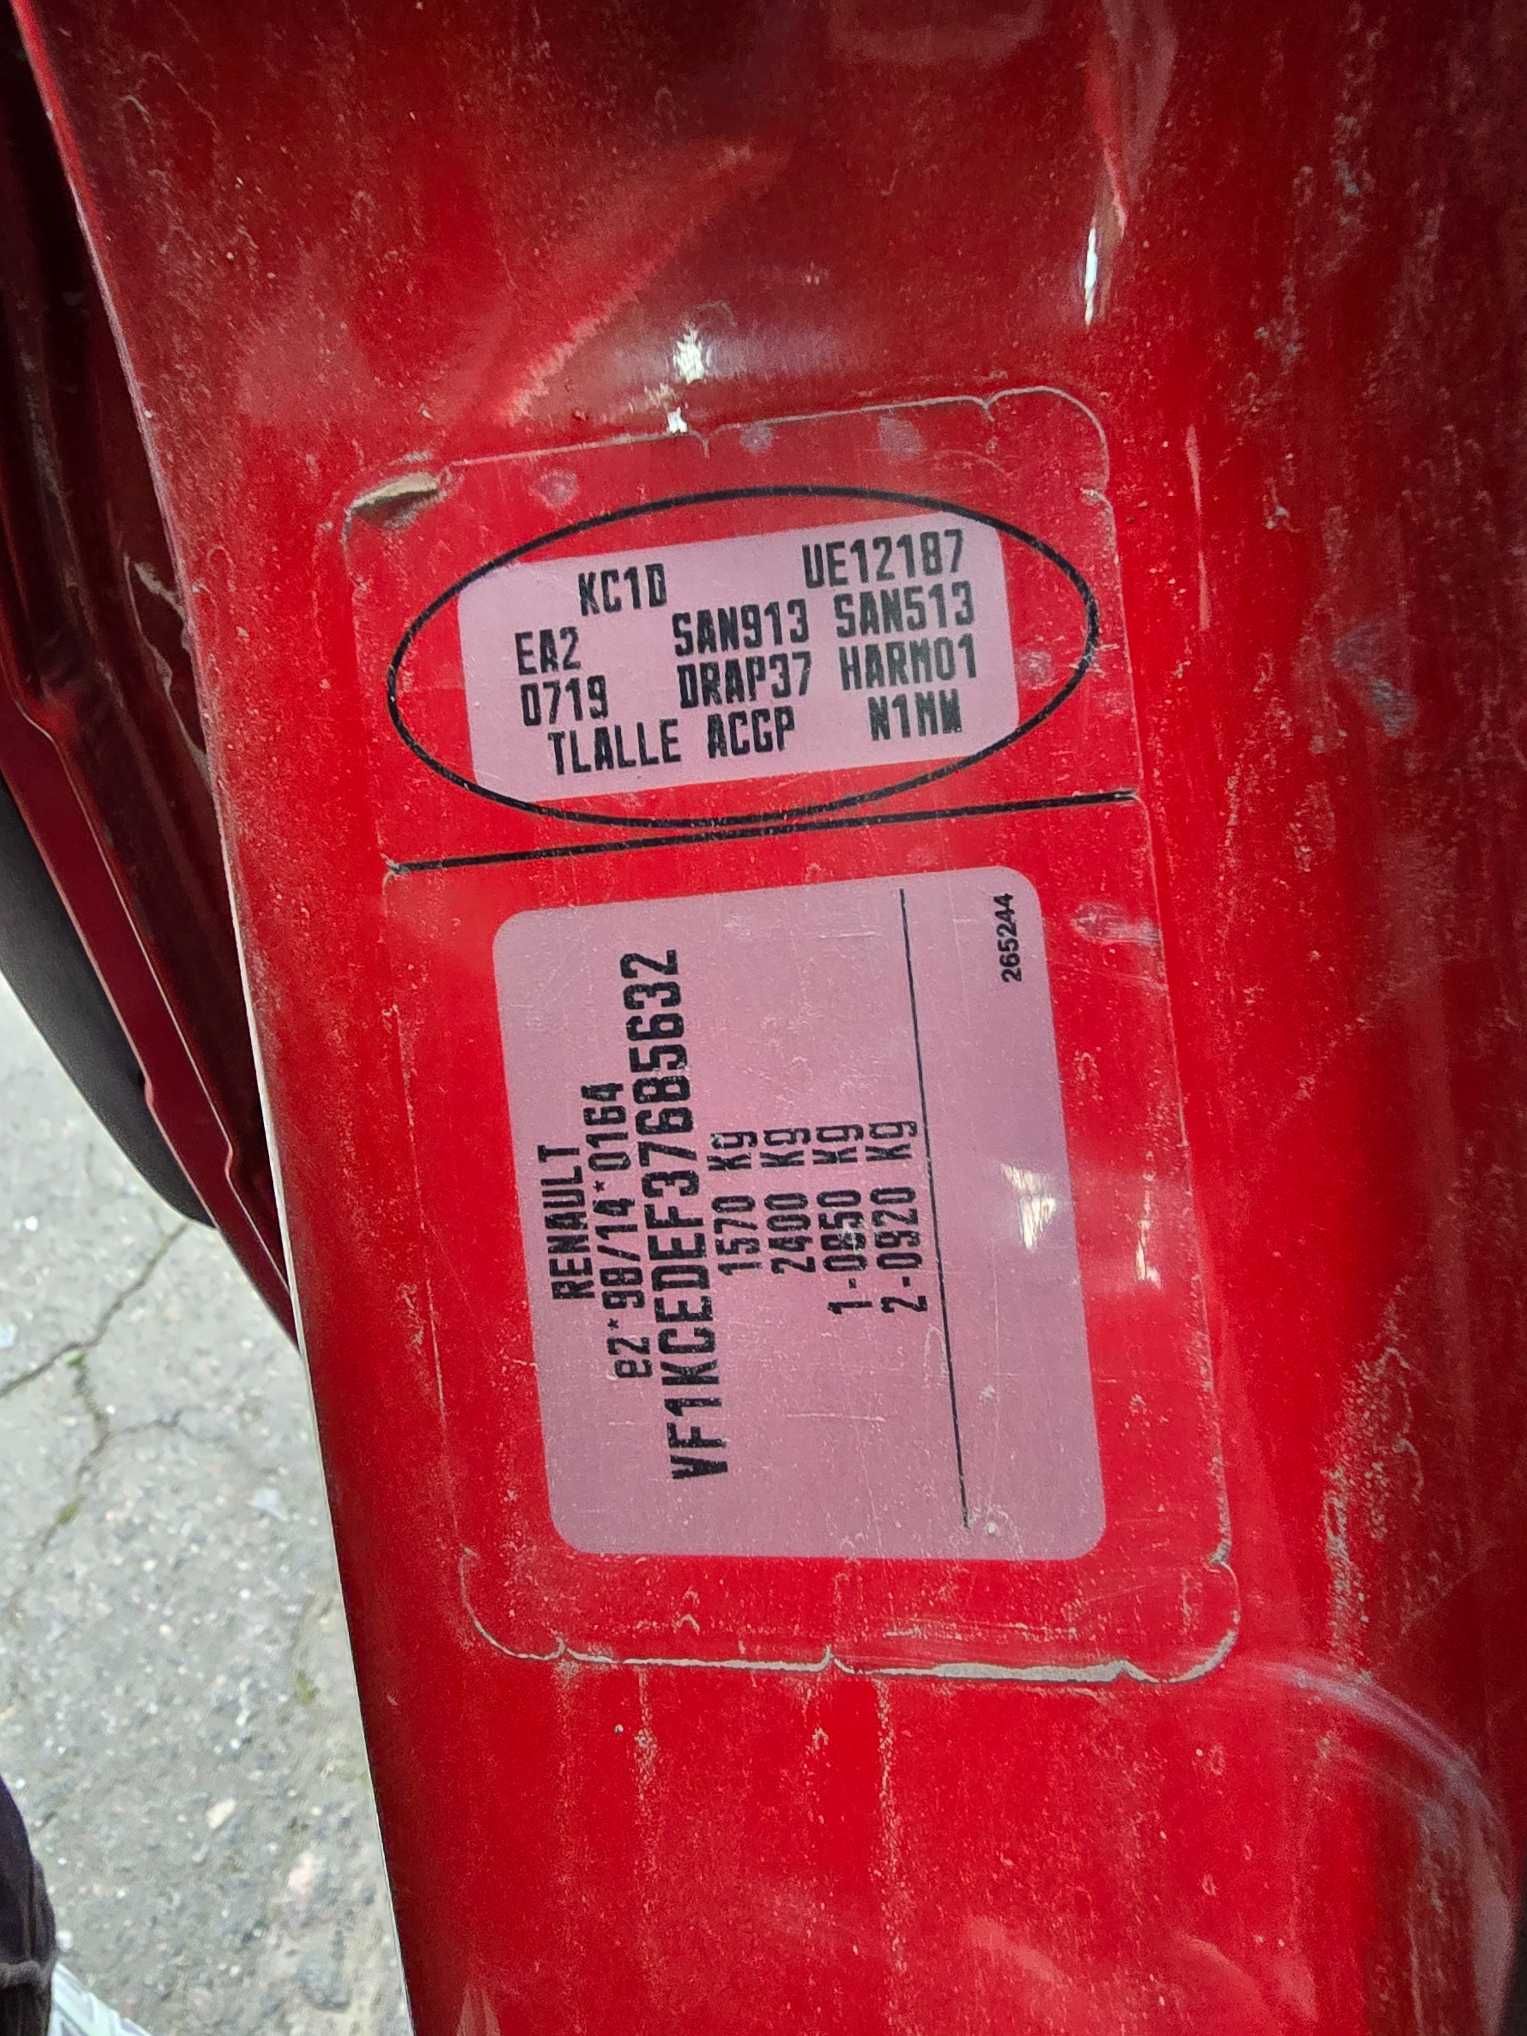 KC1D UE12187
EA2 SAN913 SAN513
0719 DRAP37 HARM01
TLALLE ACGP N1MW
RENAULT
e2*98/14*0164
VF1KCEDEF37685632
1570 Kg
2400 Kg
1-0850 Kg
2-0920 Kg
265244